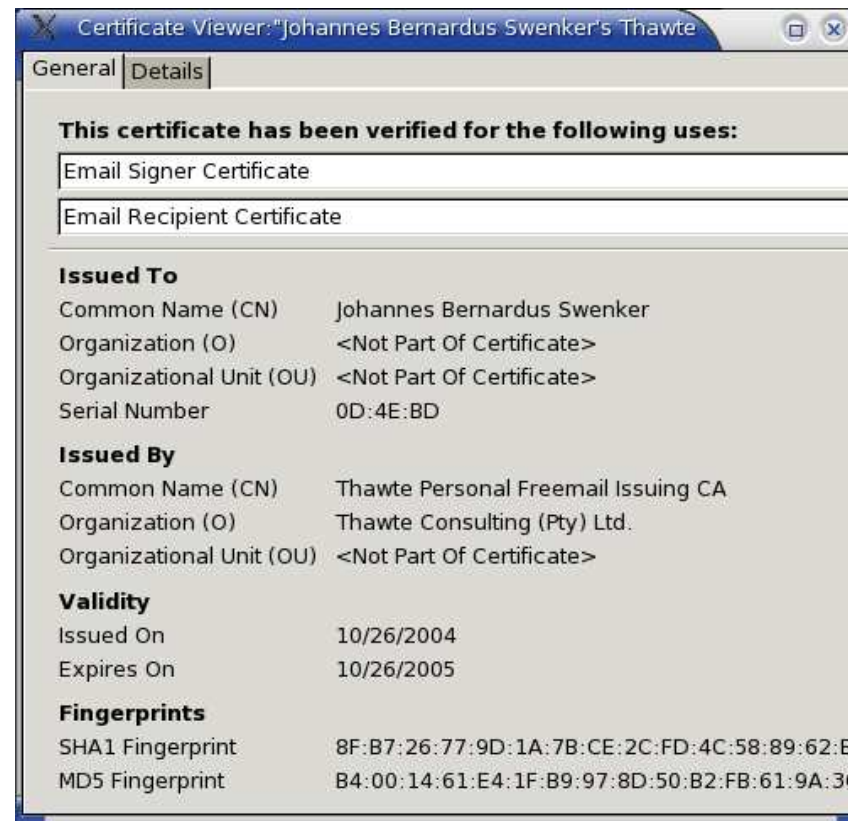 Certificate Viewer:"Johannes Bernardus Swenker's Thawte
General Details
This certificate has been verified for the following uses:
Email Signer Certificate
Email Recipient Certificate
Issued To
Common Name (CN) Johannes Bernardus Swenker
Organization (O) <Not Part Of Certificate>
Organizational Unit (OU) <Not Part Of Certificate>
Serial Number 0D:4E:BD
Issued By
Common Name (CN) Thawte Personal Freemail Issuing CA
Organization (O) Thawte Consulting (Pty) Ltd.
Organizational Unit (OU) <Not Part Of Certificate>
Validity
Issued On 10/26/2004
Expires On 10/26/2005
Fingerprints
SHA1 Fingerprint 8F:B7:26:77:9D:1A:7B:CE:2C:FD:4C:58:89:62:
MD5 Fingerprint B4:00:14:61:E4:1F:B9:97:8D:50:B2:FB:61:9A:3